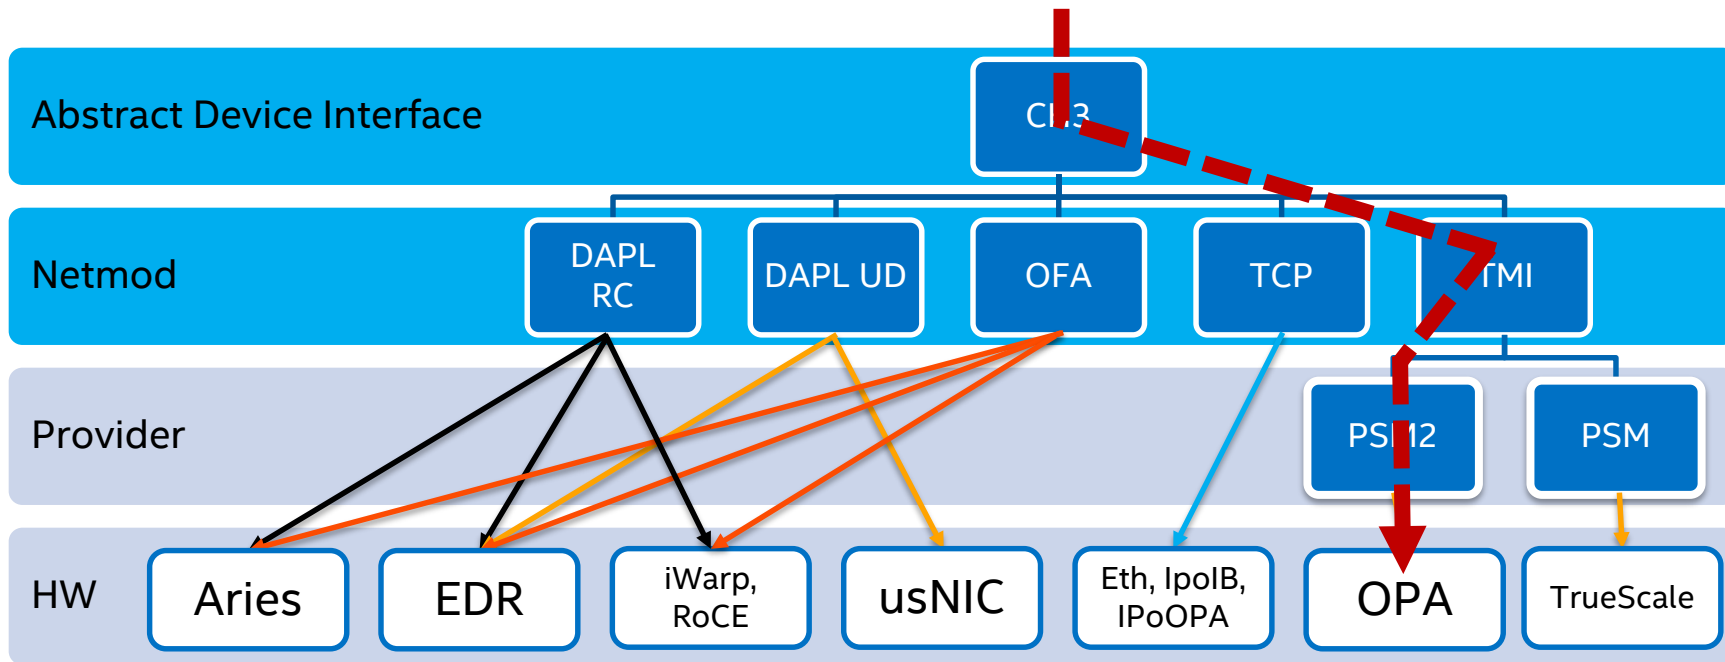 Abstract Device Interface
CH3
Netmod
DAPL
RC
DAPL UD
OFA
TCP
TMI
Provider
PSM2
PSM
HW
Aries
EDR
iWarp,
RoCE
usNIC
Eth, IpoIB,
IPoOPA
OPA
TrueScale